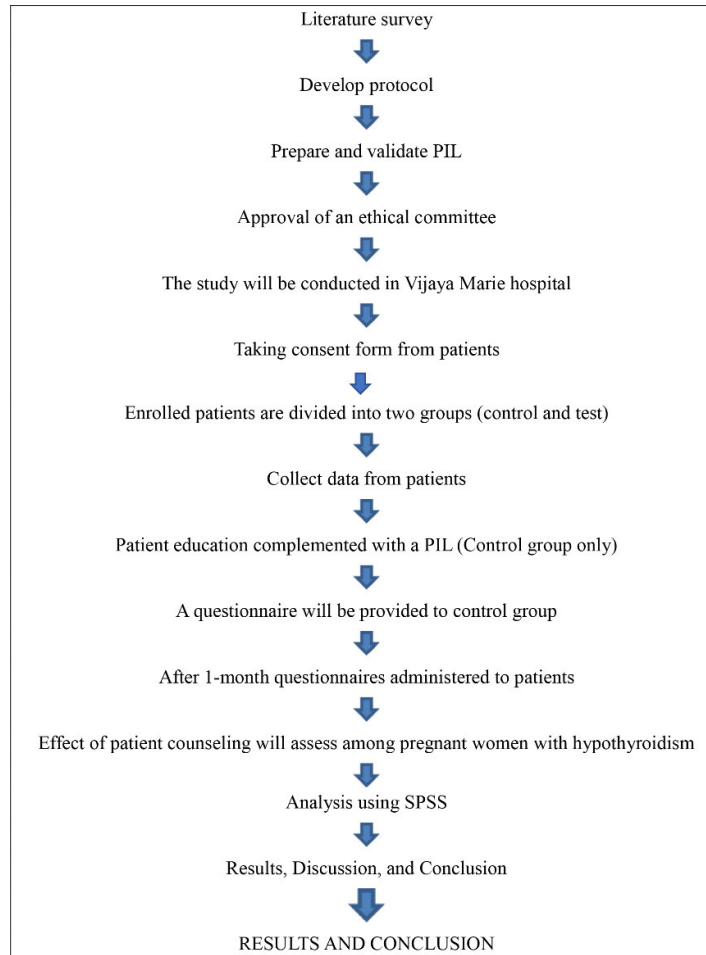 Literature survey
Develop protocol
Prepare and validate PIL
Approval of an ethical committee
The study will be conducted in Vijaya Marie hospital
Taking consent form from patients
Enrolled patients are divided into two groups (control and test)
Collect data from patients
Patient education complemented with a PIL (Control group only)
A questionnaire will be provided to control group
After 1-month questionnaires administered to patients
Effect of patient counseling will assess among pregnant women with hypothyroidism
Analysis using SPSS
Results, Discussion, and Conclusion
RESULTS AND CONCLUSION